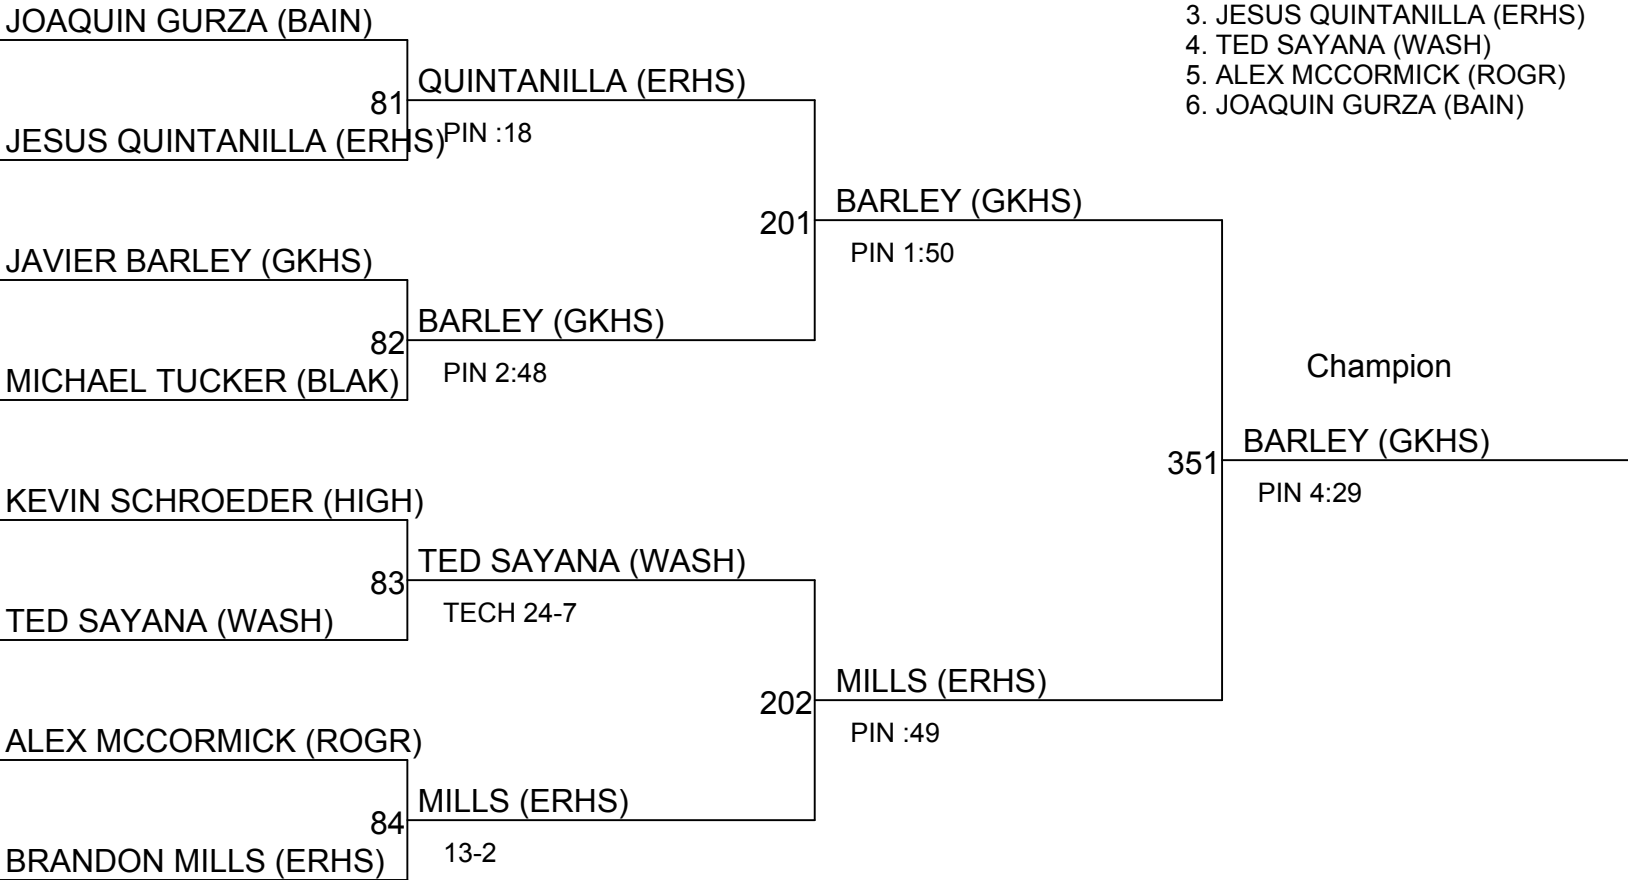 JOAQUIN GURZA (BAIN)
81
JESUS QUINTANILLA (ERHS)
QUINTANILLA (ERHS)
PIN :18
JAVIER BARLEY (GKHS)
82
MICHAEL TUCKER (BLAK)
BARLEY (GKHS)
PIN 2:48
201
BARLEY (GKHS)
PIN 1:50
KEVIN SCHROEDER (HIGH)
83
TED SAYANA (WASH)
TED SAYANA (WASH)
TECH 24-7
ALEX MCCORMICK (ROGR)
84
BRANDON MILLS (ERHS)
MILLS (ERHS)
13-2
202
MILLS (ERHS)
PIN :49
351
Champion
BARLEY (GKHS)
PIN 4:29
3. JESUS QUINTANILLA (ERHS)
4. TED SAYANA (WASH)
5. ALEX MCCORMICK (ROGR)
6. JOAQUIN GURZA (BAIN)